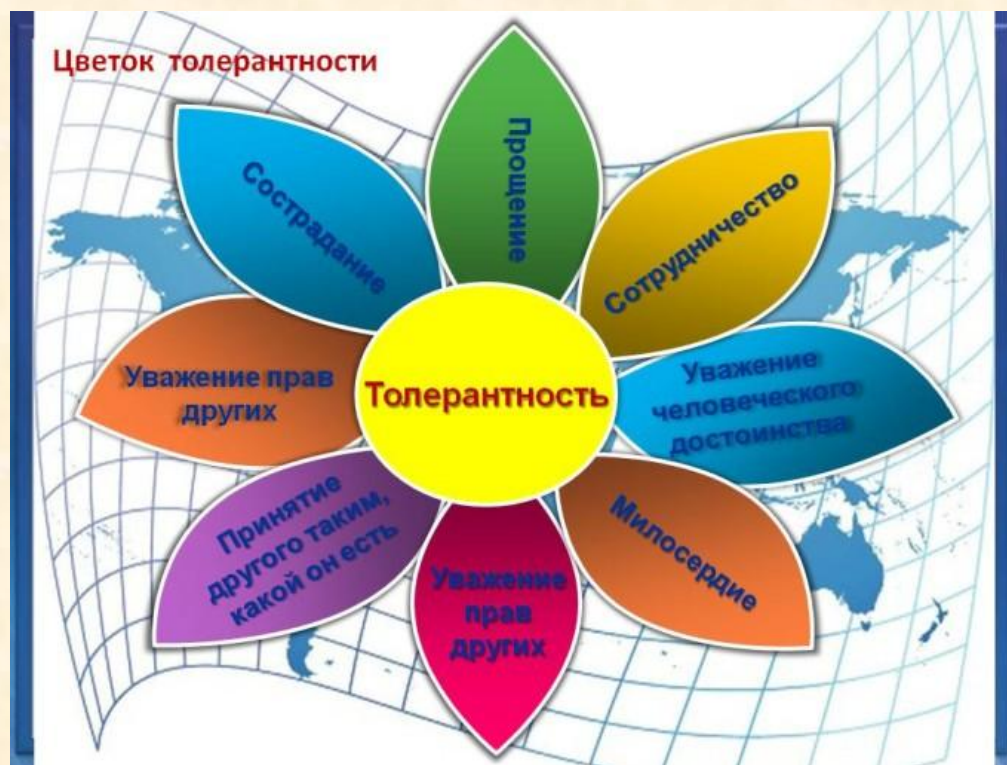 Цветок толерантности
Прощение
Сотрудничество
Уважение
человеческого
достоинства
Милосердие
Уважение
прав
других
Принятие
другого таким,
какой он есть
Уважение прав
других
Сострадание
Толерантность